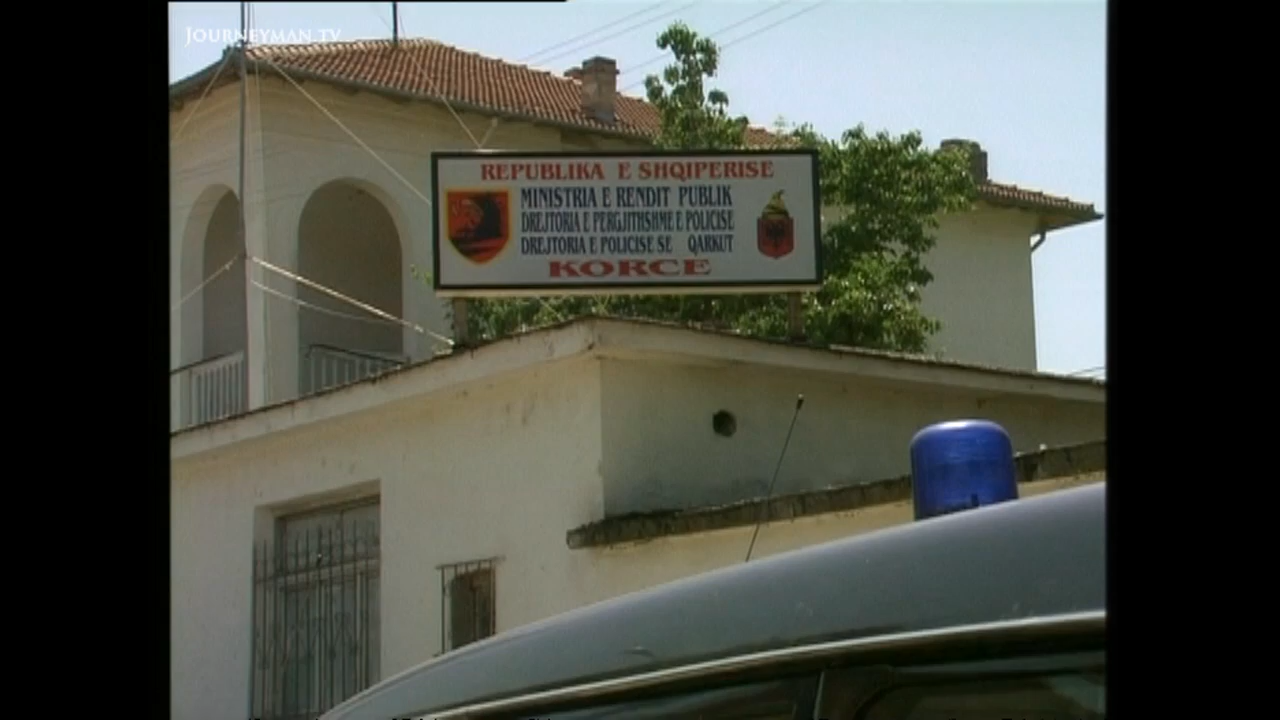 JOURNEYMAN.TV
REPUBLIKA E SHQIPERISE
MINISTRIA E RENDIT PUBLIK
DREJTORIA E PERGJITHSHME E POLICISE
DREJTORIA E POLICISE SE QARKUT
KORCE